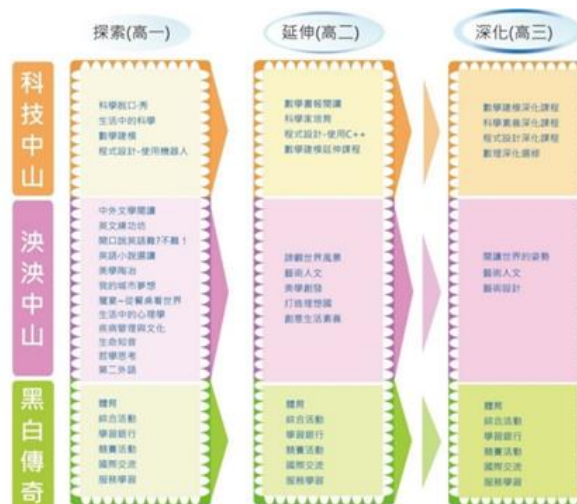 探索(高一)
延伸(高二)
深化(高三)
科技中山
科學脫口-秀
生活中的科學
數學建模
程式設計-使用機器人
數學書報閱讀
科學家培育
程式設計-使用C++
數學建模延伸課程
數學建模深化課程
科學素養深化課程
程式設計深化課程
數理深化選修
泱泱中山
中外文學閱讀
英文練功坊
開口說英語難?不難!
英語小說選讀
美學陶冶
我的城市夢想
饗宴-從餐桌看世界
生活中的心理學
疾病管理與文化
生命知音
哲學思考
第二外語
諦觀世界風景
藝術人文
美學創發
打造理想國
創意生活素養
閱讀世界的姿勢
藝術人文
藝術設計
黑白傳奇
體育
綜合活動
學習銀行
競賽活動
國際交流
服務學習
體育
綜合活動
學習銀行
競賽活動
國際交流
服務學習
體育
綜合活動
學習銀行
競賽活動
國際交流
服務學習